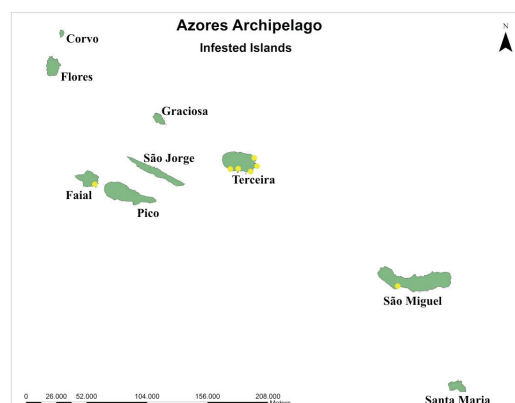 Azores Archipelago
Infested Islands
N
Corvo
Flores
Graciosa
São Jorge
Terceira
Faial
Pico
São Miguel
0 26.000 52.000 104.000 156.000 208.000
Meters
Santa Maria